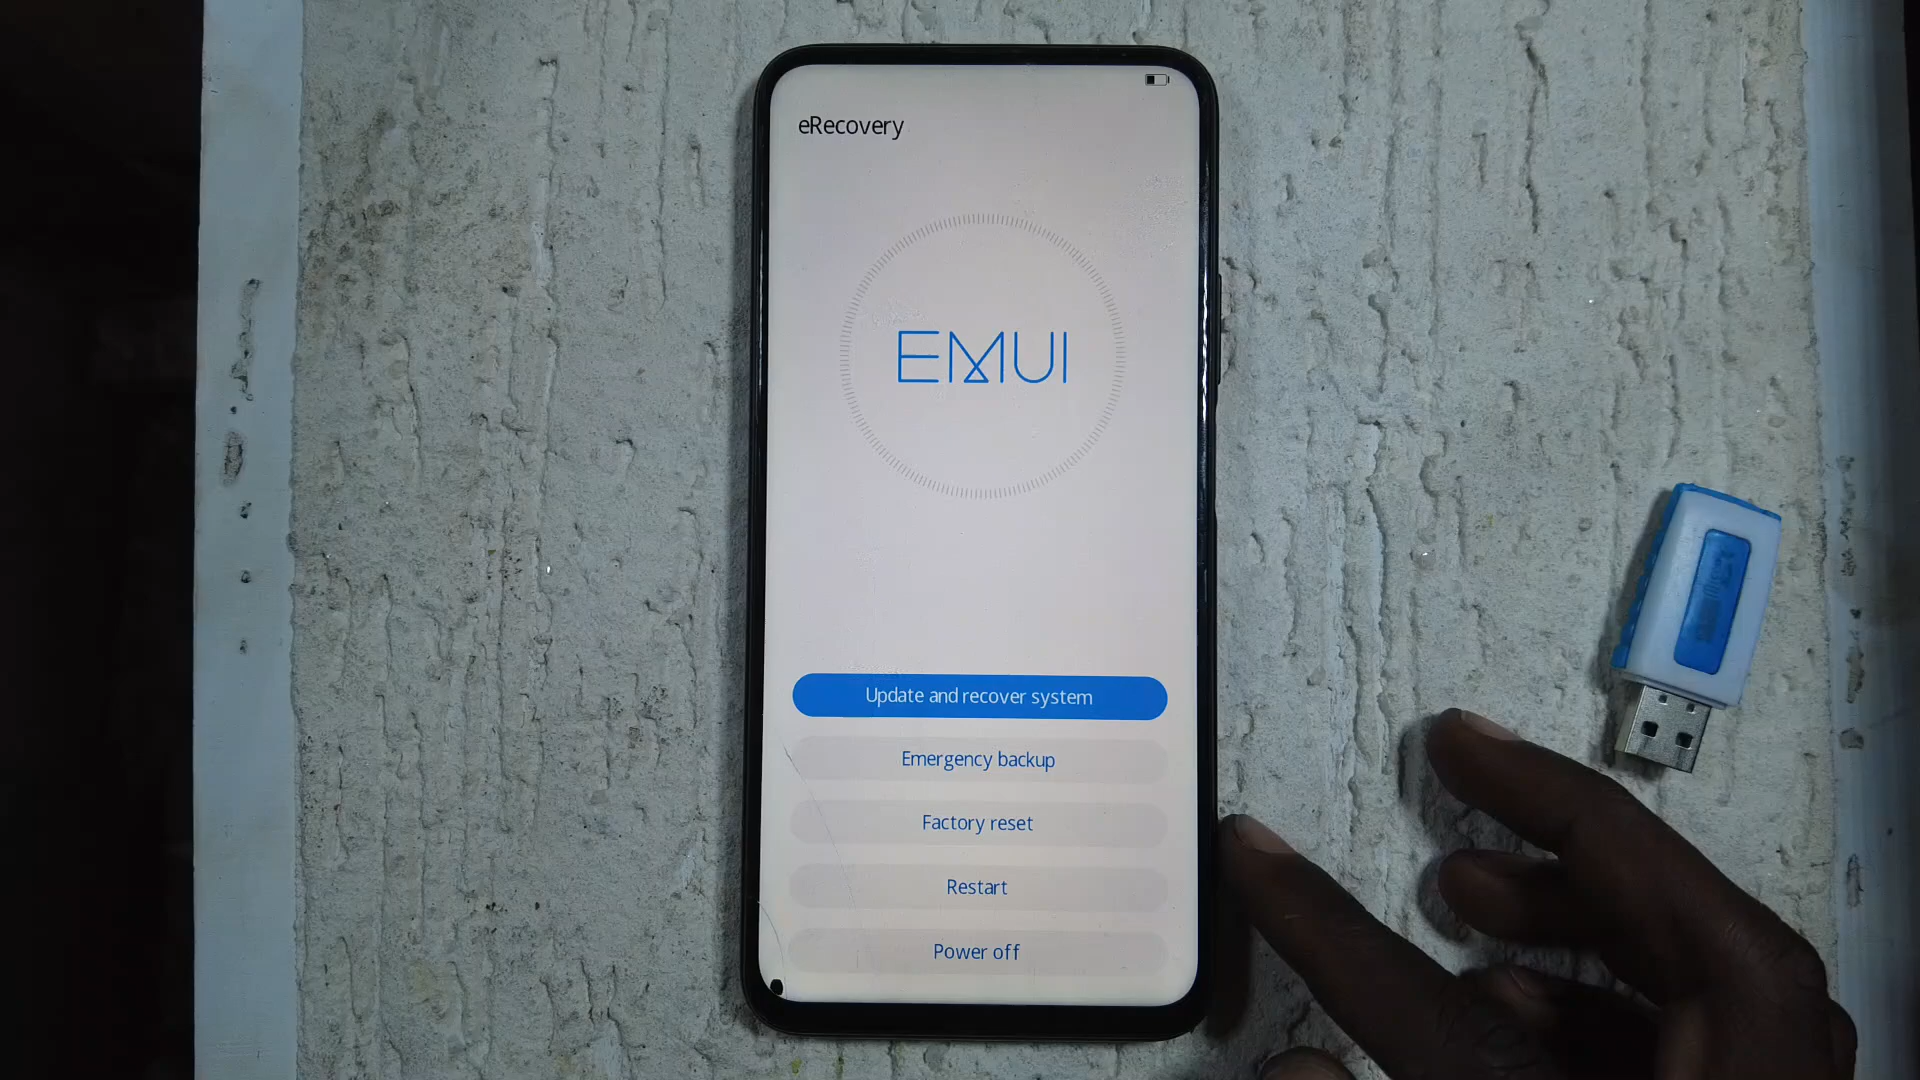 eRecovery
EMUI
Update and recover system
Emergency backup
Factory reset
Restart
Power off